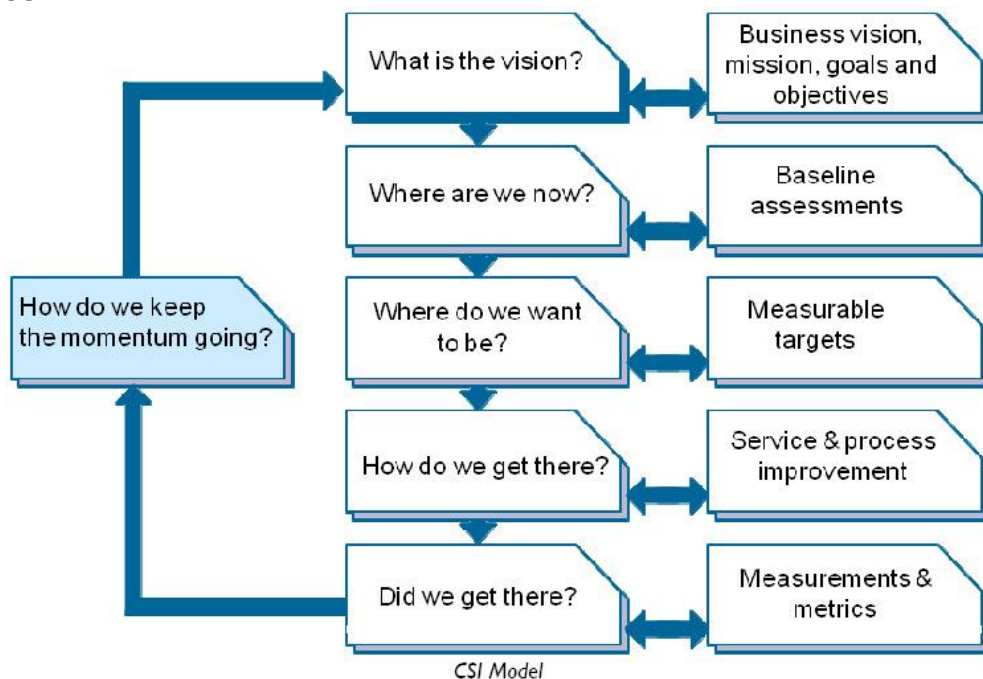 What is the vision?
Business vision,
mission, goals and
objectives
Where are we now?
Baseline
assessments
How do we keep
the momentum going?
Where do we want
to be?
Measurable
targets
How do we get there?
Service & process
improvement
Did we get there?
Measurements &
metrics
CSI Model